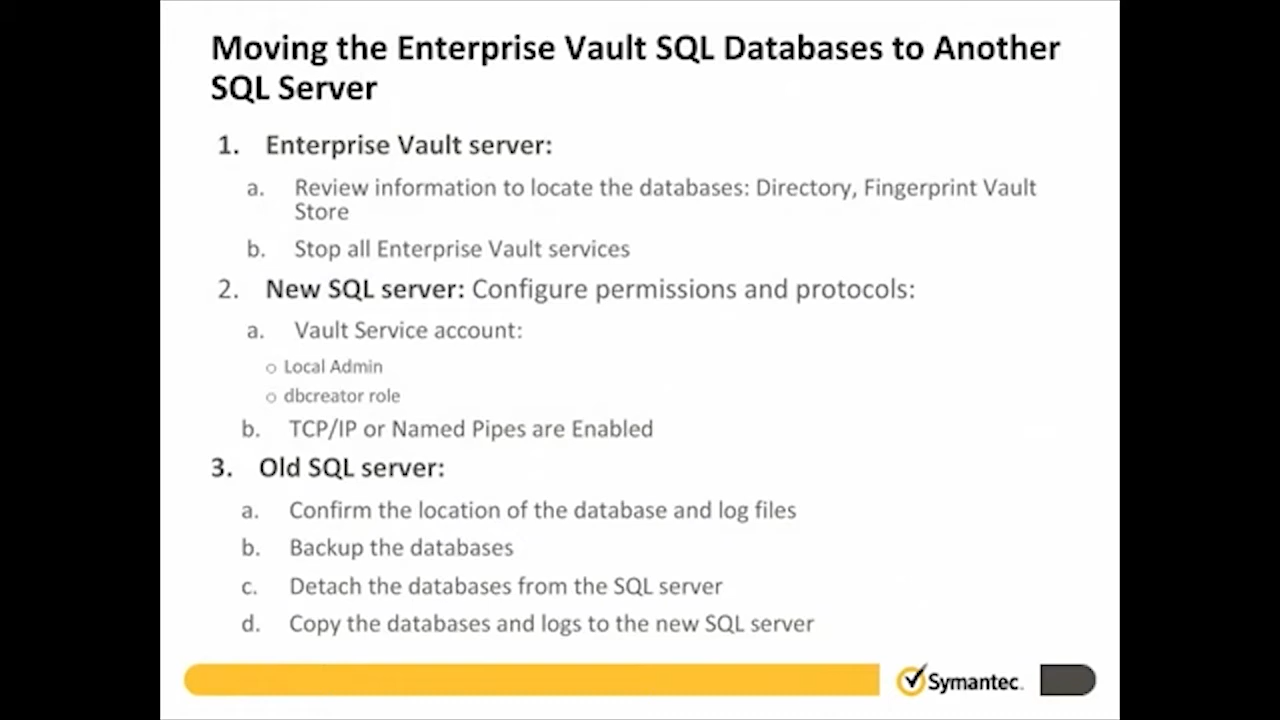 Moving the Enterprise Vault SQL Databases to Another
SQL Server
1. Enterprise Vault server:
a. Review information to locate the databases: Directory, Fingerprint Vault
Store
b. Stop all Enterprise Vault services
2. New SQL server: Configure permissions and protocols:
a. Vault Service account:
o Local Admin
o dbcreator role
b. TCP/IP or Named Pipes are Enabled
3. Old SQL server:
a. Confirm the location of the database and log files
b. Backup the databases
c. Detach the databases from the SQL server
d. Copy the databases and logs to the new SQL server
Symantec.